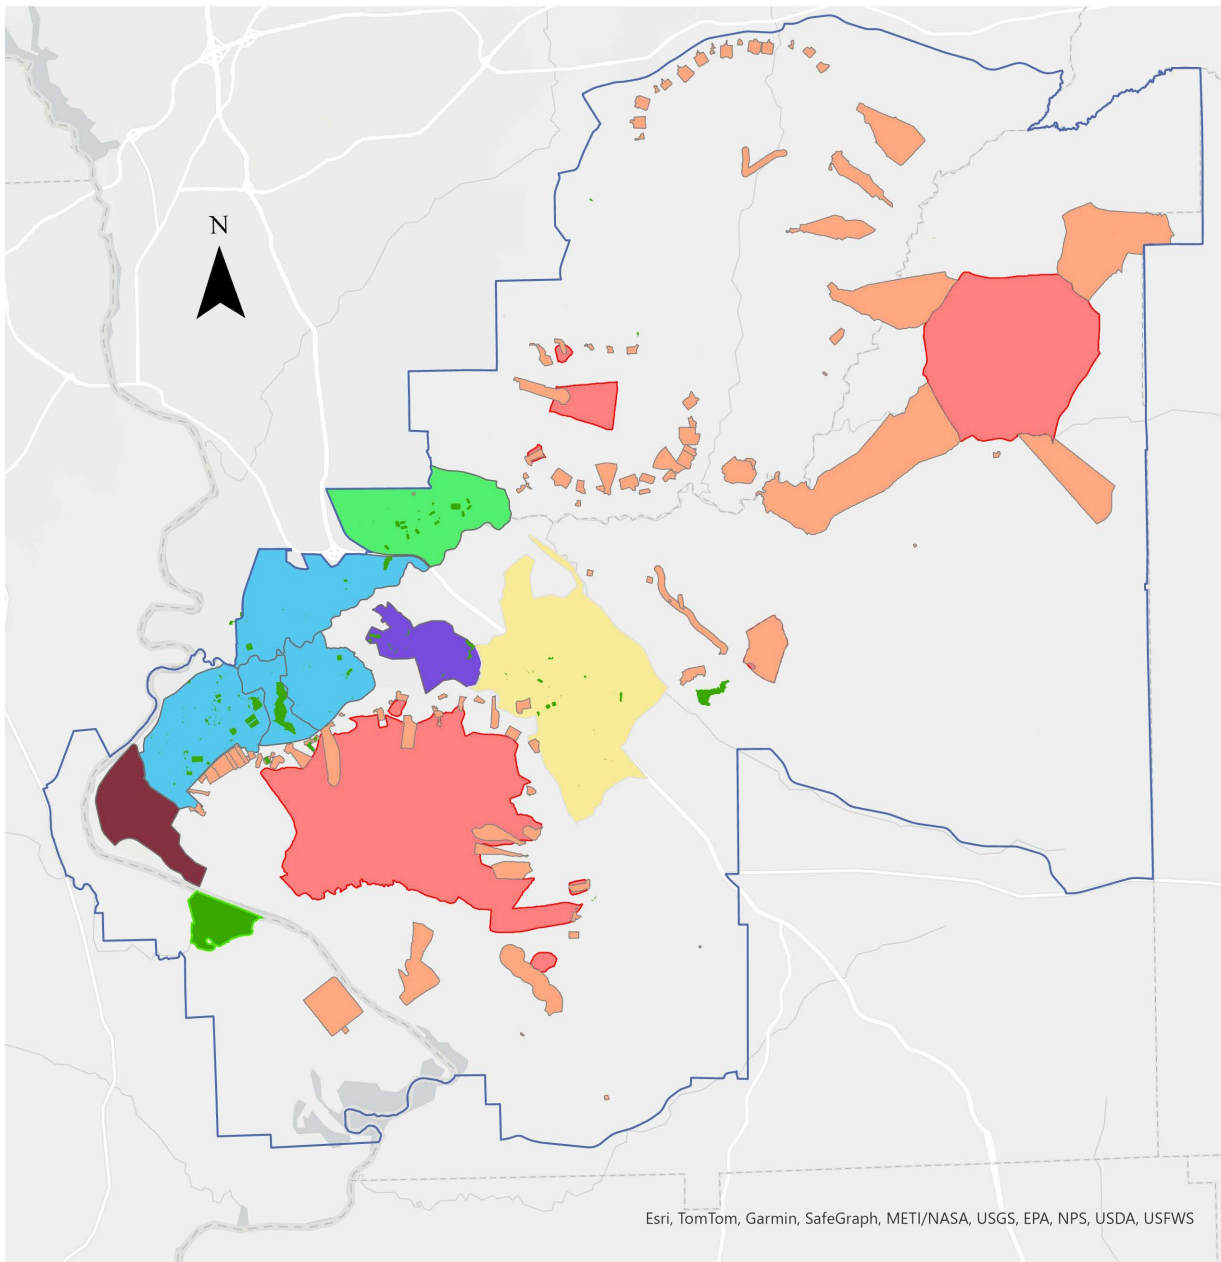 N
Esri, TomTom, Garmin, SafeGraph, METI/NASA, USGS, EPA, NPS, USDA, USFWS